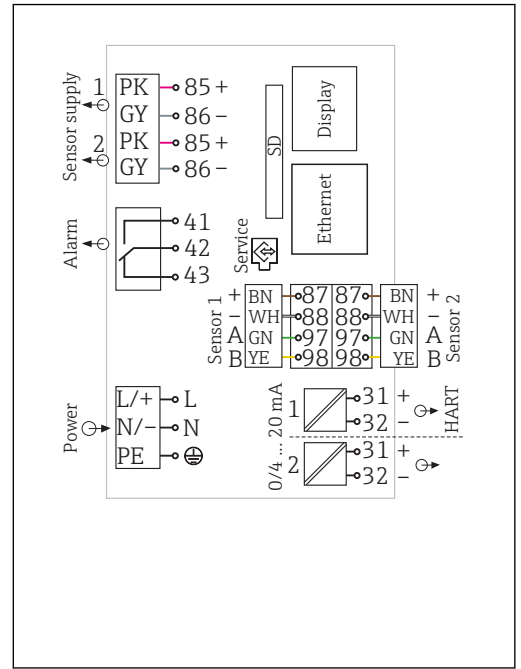 Sensor supply
1 PK 85 +
GY 86 −
2 PK 85 +
GY 86 −
Display
SD
Ethernet
Alarm
41
42
43
Service
Sensor 1
+ BN 87 87 BN +
− WH 88 88 WH −
A GN 97 97 GN A
B YE 98 98 YE B
Sensor 2
Power
L/+ L
N/− N
PE
0/4 ... 20 mA
1 31 +
32 −
HART
2 31 +
32 −